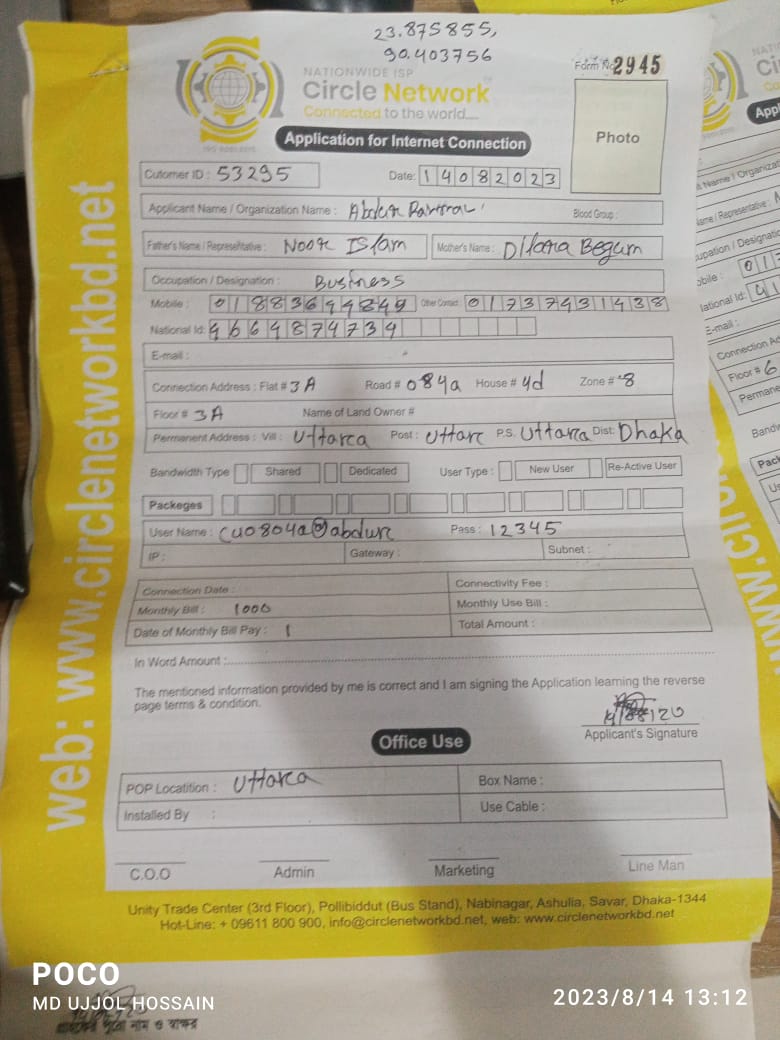 23.875855,
90.403756
Form No 2945
NATIONWIDE ISP
Circle Network
Connected to the world....
Application for Internet Connection
Photo
Cutomer ID : 53295 Date: 14082023
Applicant Name / Organization Name : Abdur Rahman Blood Group :
Father's Name / Representative : Noor Islam Mother's Name : Dilara Begum
Occupation / Designation : Business
Mobile : Other Contact: 01737431438
National Id: 4664874734
E-mail :
Connection Address : Flat # 3A Road # 084a House # 4d Zone # 8
Floor # 3A Name of Land Owner #
Permanent Address : Vill : Uttara Post : Uttar P.S. Uttara Dist: Dhaka
Bandwidth Type Shared Dedicated User Type : New User Re-Active User
Packeges
User Name : cu0804a@abdur Pass : 12345
IP : Gateway : Subnet :
Connection Date : Connectivity Fee :
Monthly Bill : 1000 Monthly Use Bill :
Date of Monthly Bill Pay : 1 Total Amount :
In Word Amount :
The mentioned information provided by me is correct and I am signing the Application learning the reverse
page terms & condition.
Applicant's Signature
Office Use
POP Locatition : Uttara Box Name :
Installed By : Use Cable :
C.O.O Admin Marketing Line Man
Unity Trade Center (3rd Floor), Pollibiddut (Bus Stand), Nabinagar, Ashulia, Savar, Dhaka-1344
Hot-Line: + 09611 800 900, info@circlenetworkbd.net, web: www.circlenetworkbd.net
web: www.circlenetworkbd.net
POCO
MD UJJOL HOSSAIN
2023/8/14 13:12